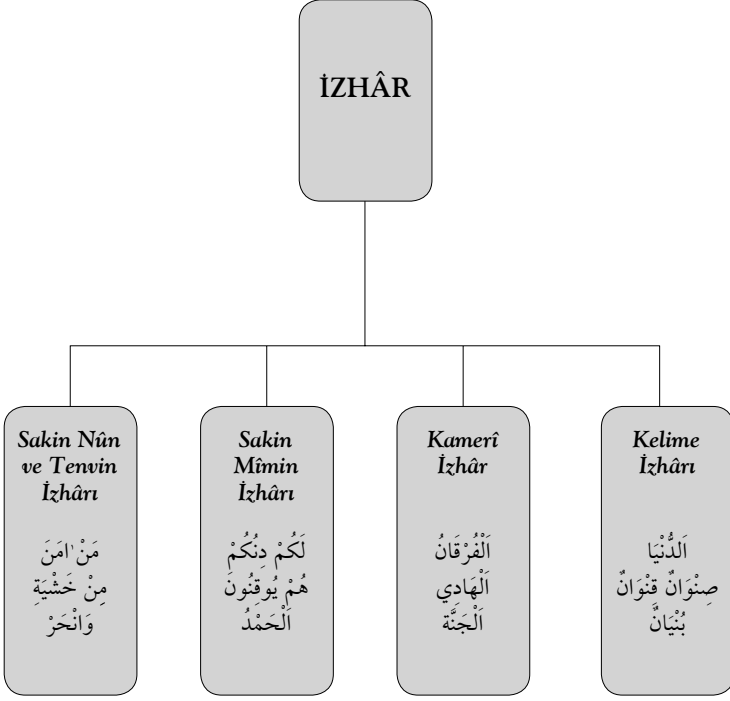 İZHÂR
Sakin Nûn
ve Tenvin
İzhârı
مَنْ اٰمَنَ
مِنْ خَشْيَةِ
وَانْحَرْ
Sakin
Mîmin
İzhârı
لَكُمْ دِنُكُمْ
هُمْ يُوقِنُونَ
اَلْحَمْدُ
Kamerî
İzhâr
اَلْفُرْقَانُ
اَلْهَادِي
اَلْجَنَّة
Kelime
İzhârı
اَلدُّنْيَا
صِنْوَانٌ قِنْوَانٌ
بُنْيَانٌ